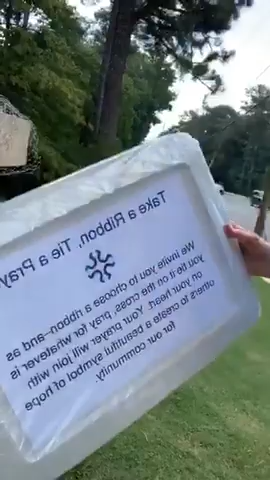 Take a Ribbon, Tie a Pray
We invite you to choose a ribbon-and-as
you tie it on the cross, pray for whatever
on your heart. Your prayer will join with
others to create a beautiful symbol of hope
for our community.